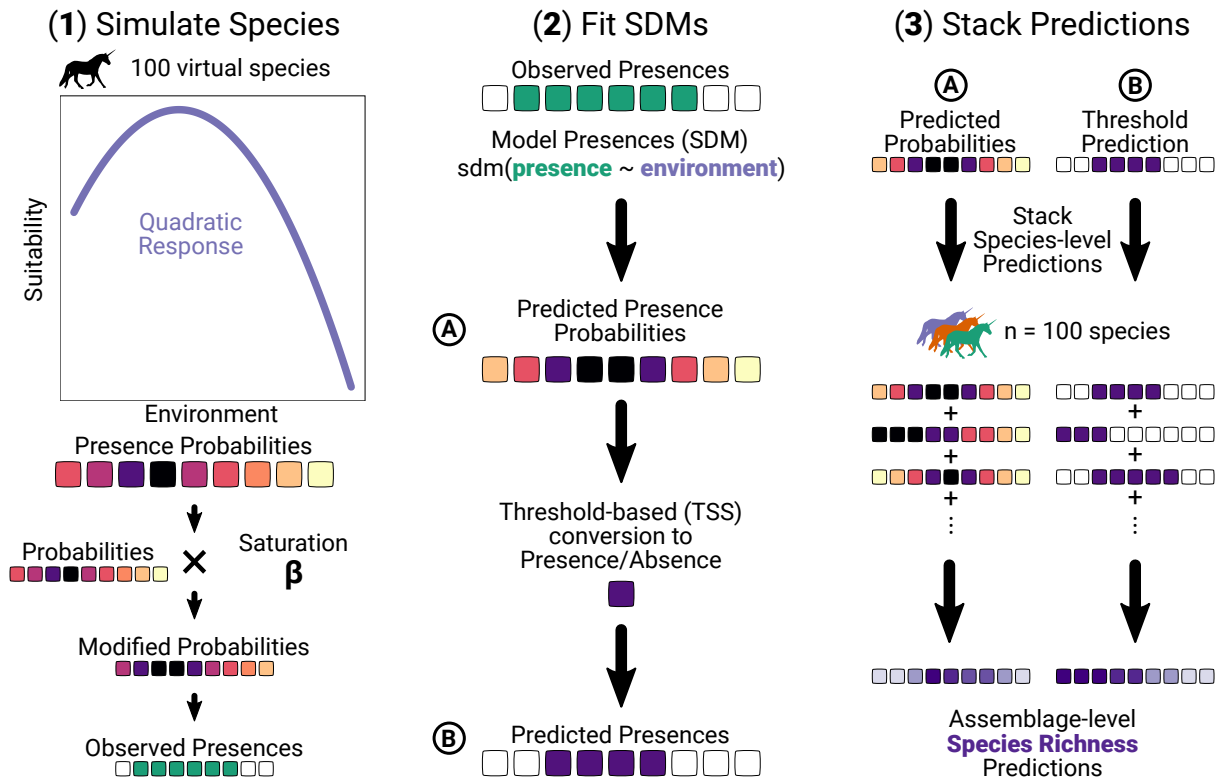 (1) Simulate Species
100 virtual species
Suitability
Quadratic
Response
Environment
Presence Probabilities
Probabilities
×
Saturation
β
Modified Probabilities
Observed Presences
(2) Fit SDMs
Observed Presences
Model Presences (SDM)
sdm(presence ~ environment)
A
Predicted Presence
Probabilities
Threshold-based (TSS)
conversion to
Presence/Absence
B
Predicted Presences
(3) Stack Predictions
A
Predicted
Probabilities
B
Threshold
Prediction
Stack
Species-level
Predictions
n = 100 species
+ +
+ +
+ +
⋮ ⋮
Assemblage-level
Species Richness
Predictions